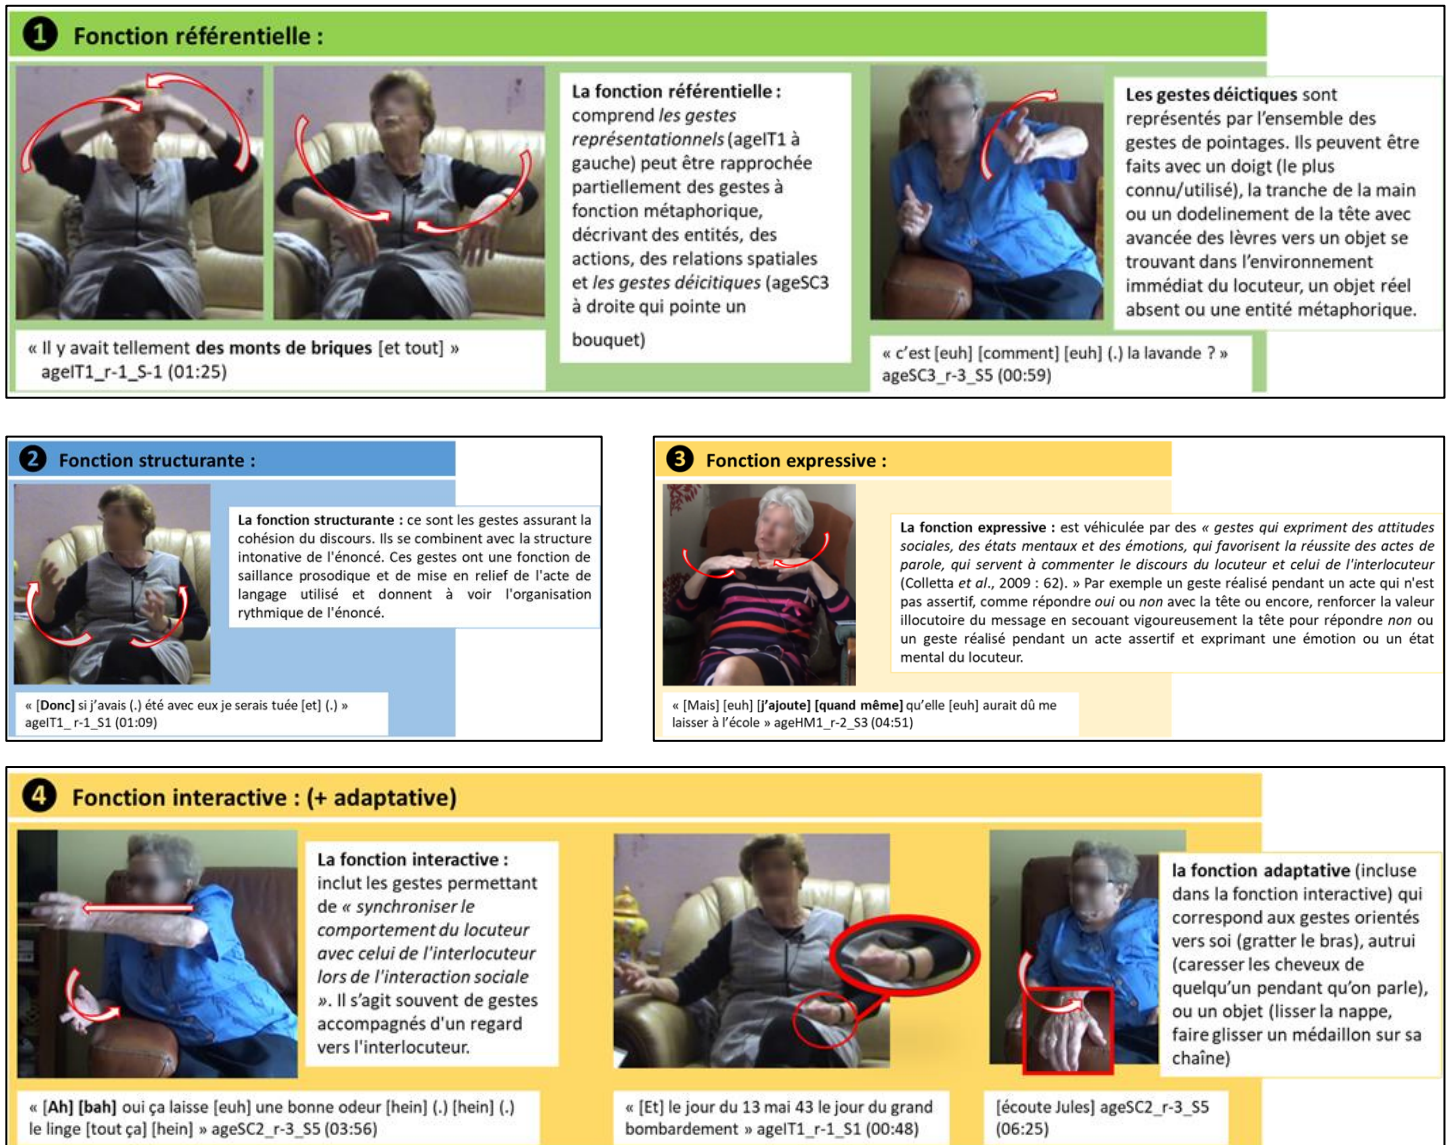 1 Fonction référentielle :
La fonction référentielle :
comprend les gestes
représentationnels (ageIT1 à
gauche) peut être rapprochée
partiellement des gestes à
fonction métaphorique,
décrivant des entités, des
actions, des relations spatiales
et les gestes déicitiques (ageSC3
à droite qui pointe un
bouquet)
Les gestes déictiques sont
représentés par l'ensemble des
gestes de pointages. Ils peuvent être
faits avec un doigt (le plus
connu/utilisé), la tranche de la main
ou un dodelinement de la tête avec
avancée des lèvres vers un objet se
trouvant dans l'environnement
immédiat du locuteur, un objet réel
absent ou une entité métaphorique.
« Il y avait tellement des monts de briques [et tout] »
ageIT1_r-1_S-1 (01:25)
« c'est [euh] [comment] [euh] (.) la lavande ? »
ageSC3_r-3_S5 (00:59)
2 Fonction structurante :
La fonction structurante : ce sont les gestes assurant la
cohésion du discours. Ils se combinent avec la structure
intonative de l'énoncé. Ces gestes ont une fonction de
saillance prosodique et de mise en relief de l'acte de
langage utilisé et donnent à voir l'organisation
rythmique de l'énoncé.
« [Donc] si j'avais (.) été avec eux je serais tuée [et] (.) »
ageIT1_ r-1_S1 (01:09)
3 Fonction expressive :
La fonction expressive : est véhiculée par des « gestes qui expriment des attitudes
sociales, des états mentaux et des émotions, qui favorisent la réussite des actes de
parole, qui servent à commenter le discours du locuteur et celui de l'interlocuteur
(Colletta et al., 2009 : 62). » Par exemple un geste réalisé pendant un acte qui n'est
pas assertif, comme répondre oui ou non avec la tête ou encore, renforcer la valeur
illocutoire du message en secouant vigoureusement la tête pour répondre non ou
un geste réalisé pendant un acte assertif et exprimant une émotion ou un état
mental du locuteur.
« [Mais] [euh] [j'ajoute] [quand même] qu'elle [euh] aurait dû me
laisser à l'école » ageHM1_r-2_S3 (04:51)
4 Fonction interactive : (+ adaptative)
La fonction interactive :
inclut les gestes permettant
de « synchroniser le
comportement du locuteur
avec celui de l'interlocuteur
lors de l'interaction sociale
». Il s'agit souvent de gestes
accompagnés d'un regard
vers l'interlocuteur.
la fonction adaptative (incluse
dans la fonction interactive) qui
correspond aux gestes orientés
vers soi (gratter le bras), autrui
(caresser les cheveux de
quelqu'un pendant qu'on parle),
ou un objet (lisser la nappe,
faire glisser un médaillon sur sa
chaîne)
« [Ah] [bah] oui ça laisse [euh] une bonne odeur [hein] (.) [hein] (.)
le linge [tout ça] [hein] » ageSC2_r-3_S5 (03:56)
« [Et] le jour du 13 mai 43 le jour du grand
bombardement » ageIT1_r-1_S1 (00:48)
[écoute Jules] ageSC2_r-3_S5
(06:25)